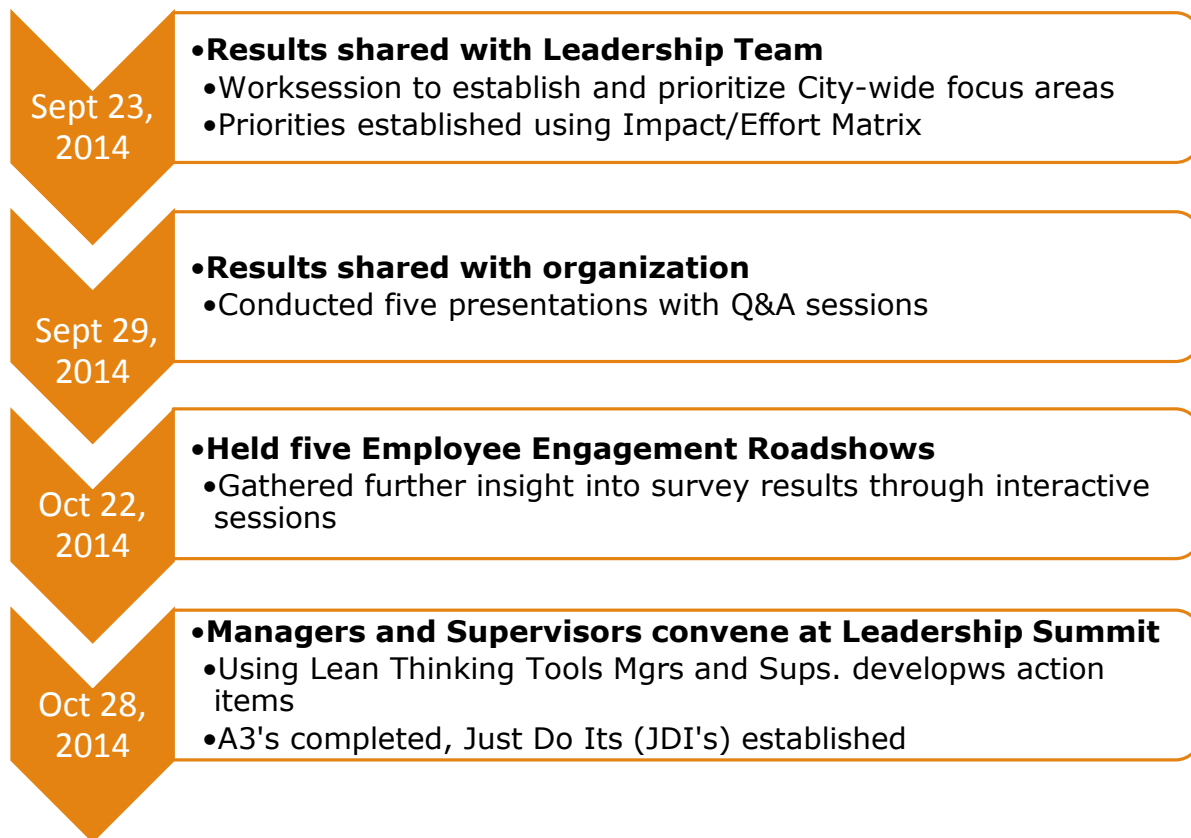 Sept 23,
2014
•Results shared with Leadership Team
•Worksession to establish and prioritize City-wide focus areas
•Priorities established using Impact/Effort Matrix
Sept 29,
2014
•Results shared with organization
•Conducted five presentations with Q&A sessions
Oct 22,
2014
•Held five Employee Engagement Roadshows
•Gathered further insight into survey results through interactive
sessions
Oct 28,
2014
•Managers and Supervisors convene at Leadership Summit
•Using Lean Thinking Tools Mgrs and Sups. developws action
items
•A3's completed, Just Do Its (JDI's) established